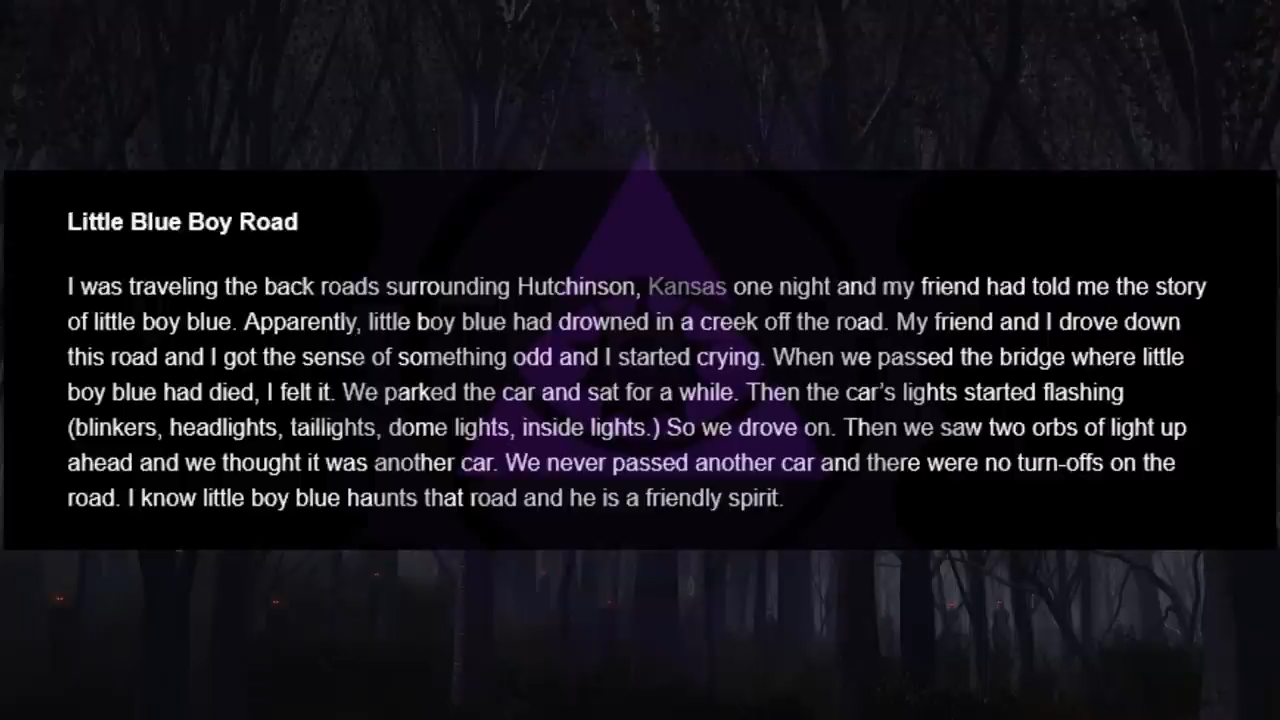 Little Blue Boy Road
I was traveling the back roads surrounding Hutchinson, Kansas one night and my friend had told me the story
of little boy blue. Apparently, little boy blue had drowned in a creek off the road. My friend and I drove down
this road and I got the sense of something odd and I started crying. When we passed the bridge where little
boy blue had died, I felt it. We parked the car and sat for a while. Then the car’s lights started flashing
(blinkers, headlights, taillights, dome lights, inside lights.) So we drove on. Then we saw two orbs of light up
ahead and we thought it was another car. We never passed another car and there were no turn-offs on the
road. I know little boy blue haunts that road and he is a friendly spirit.